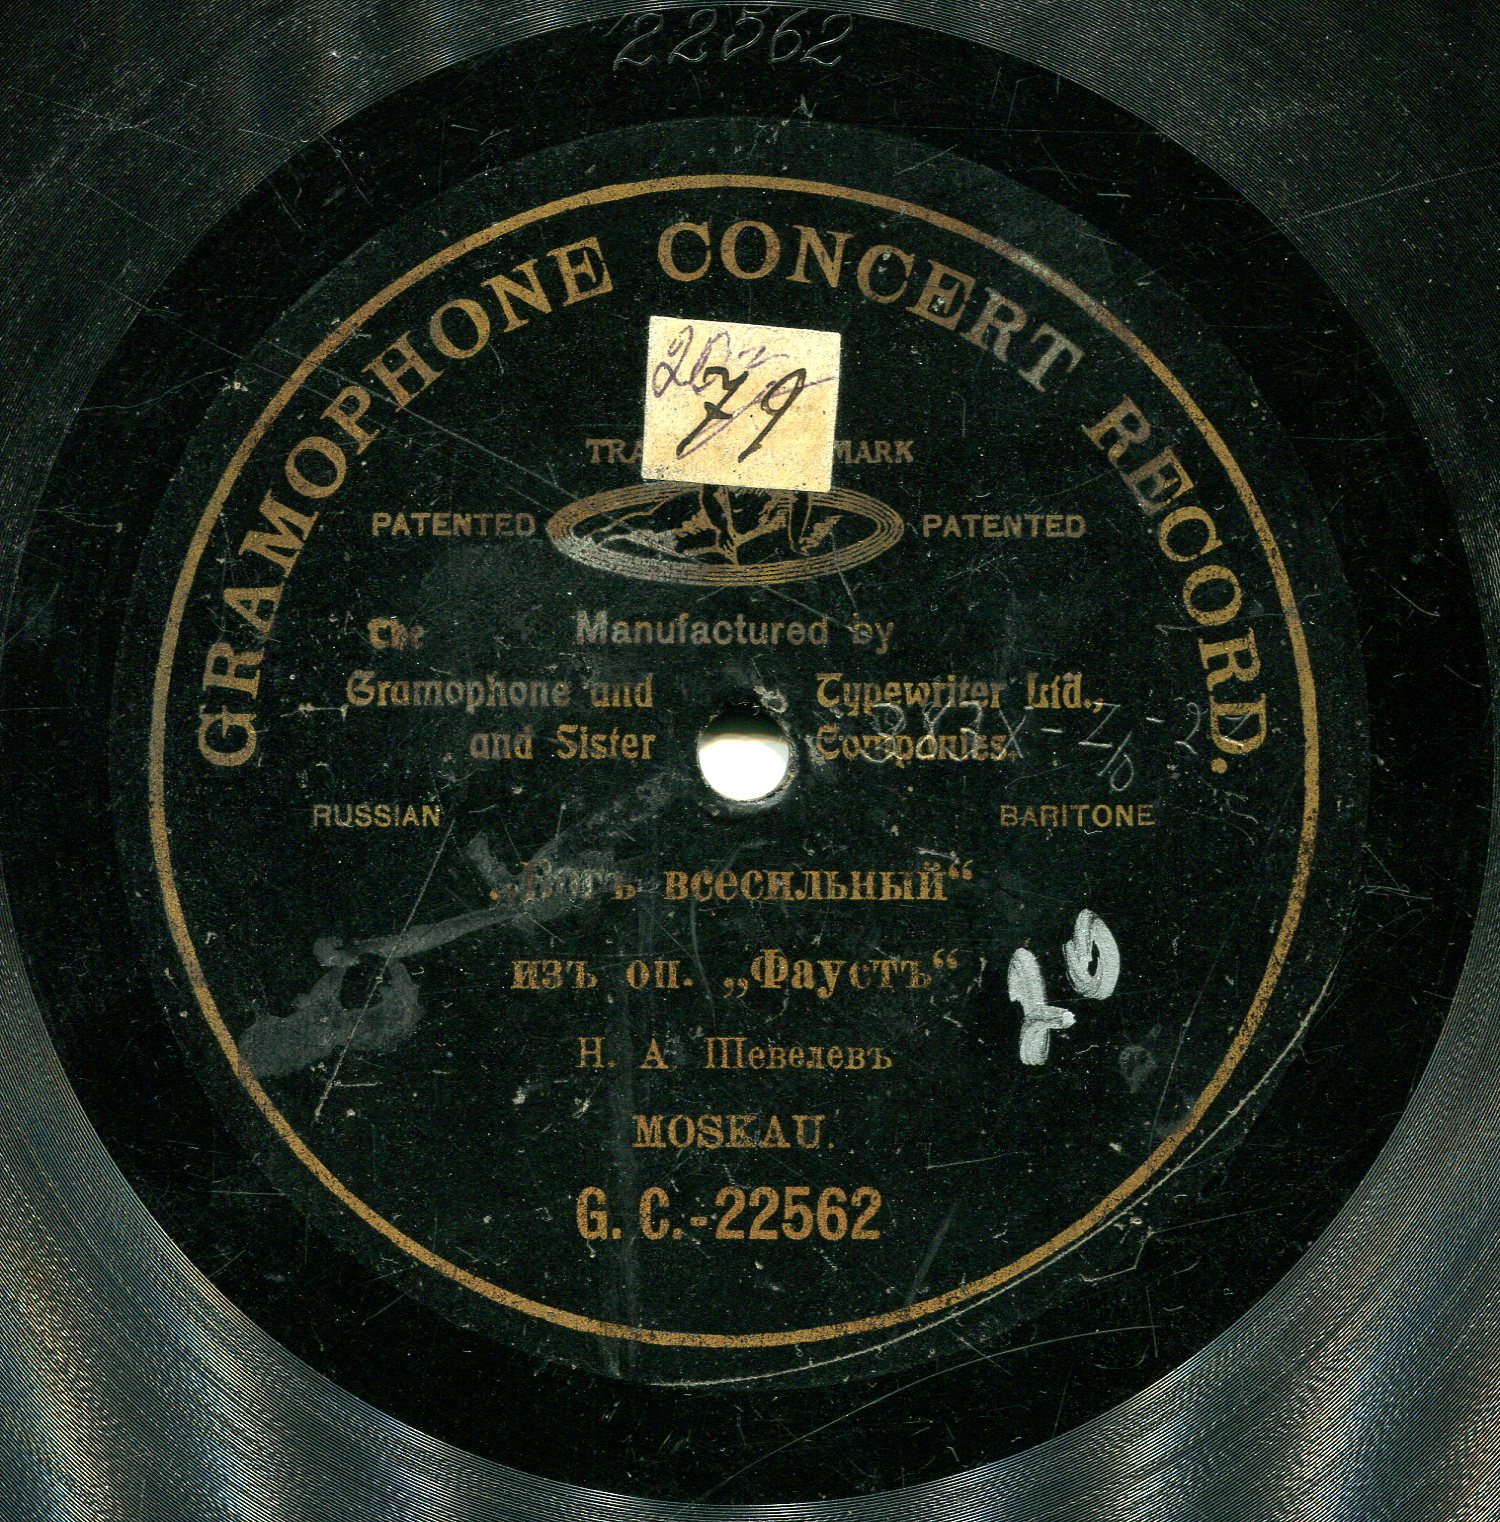 22562
GRAMOPHONE CONCERT RECORD.
79
MARK
PATENTED PATENTED
The Manufactured by
Gramophone and Typewriter Ltd.,
and Sister Companies.
RUSSIAN BARITONE
„Богъ всесильный“
изъ оп. „Фаустъ“
Н. А. Шевелевъ
MOSKAU.
G. C.-22562